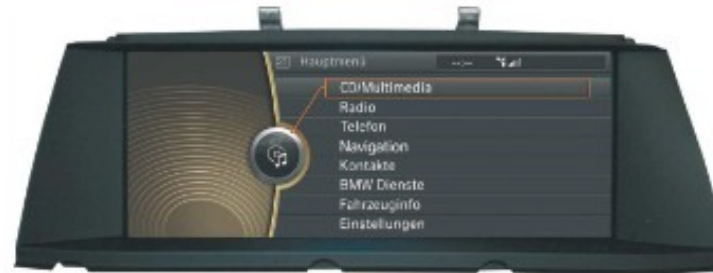 Hauptmenü --:--
CD/Multimedia
Radio
Telefon
Navigation
Kontakte
BMW Dienste
Fahrzeuginfo
Einstellungen